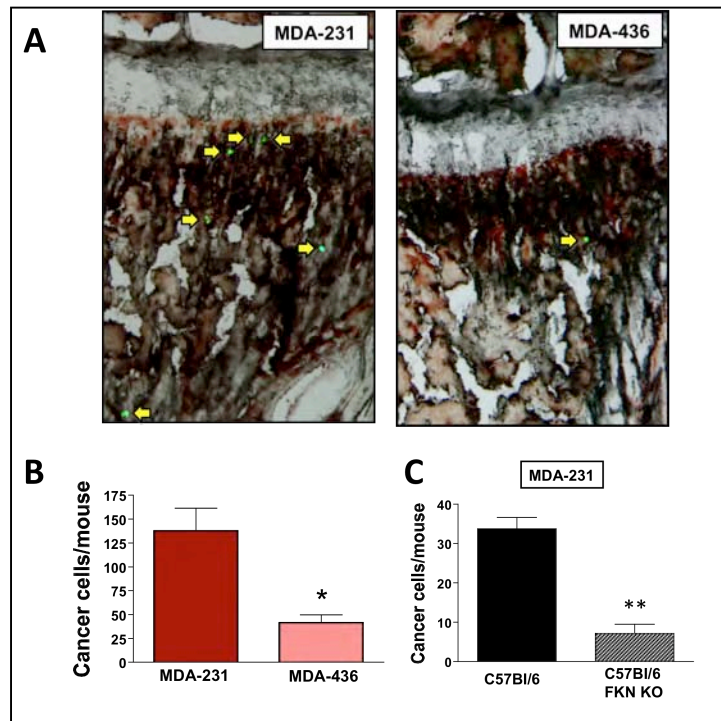 A
MDA-231
MDA-436
B
Cancer cells/mouse
175
150
125
100
75
50
25
0
*
MDA-231
MDA-436
C
MDA-231
Cancer cells/mouse
40
30
20
10
0
**
C57Bl/6
C57Bl/6
FKN KO